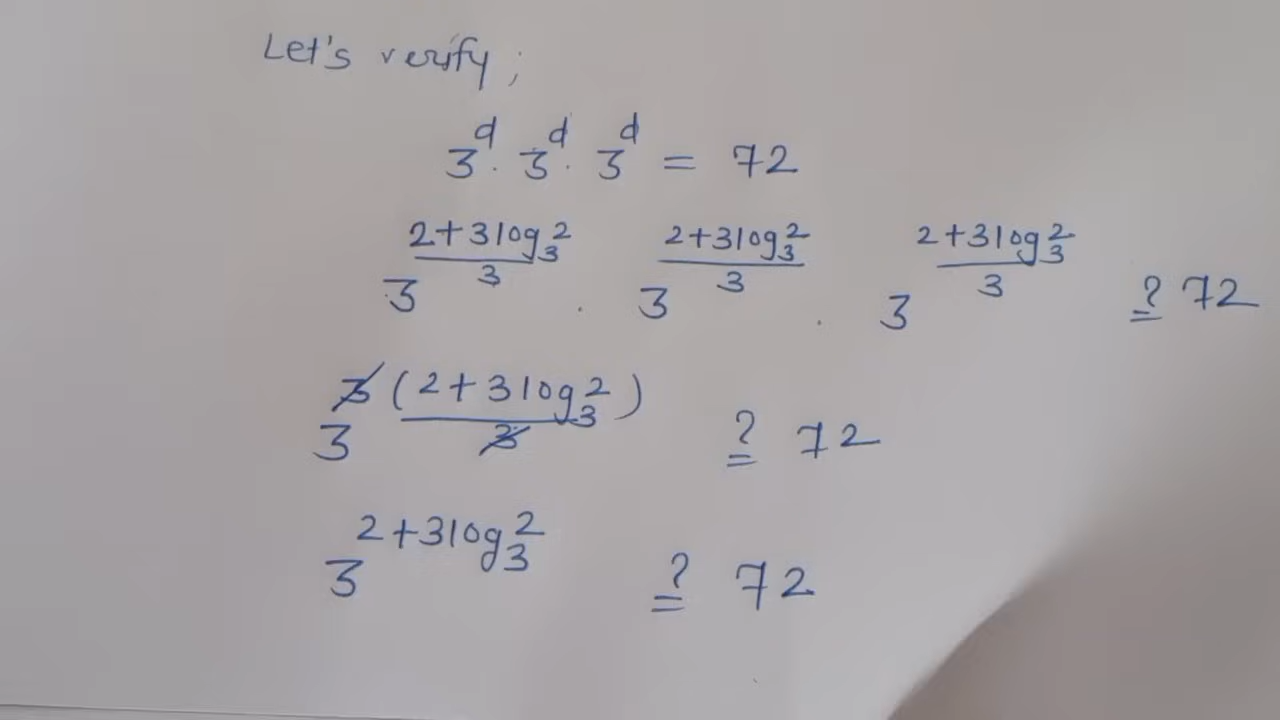 Let's verify;
3^d . 3^d . 3^d = 72
3^((2+3log_3^2)/3) . 3^((2+3log_3^2)/3) . 3^((2+3log_3^2)/3) ≟ 72
3^(3(2+3log_3^2)/3) ≟ 72
3^(2+3log_3^2) ≟ 72